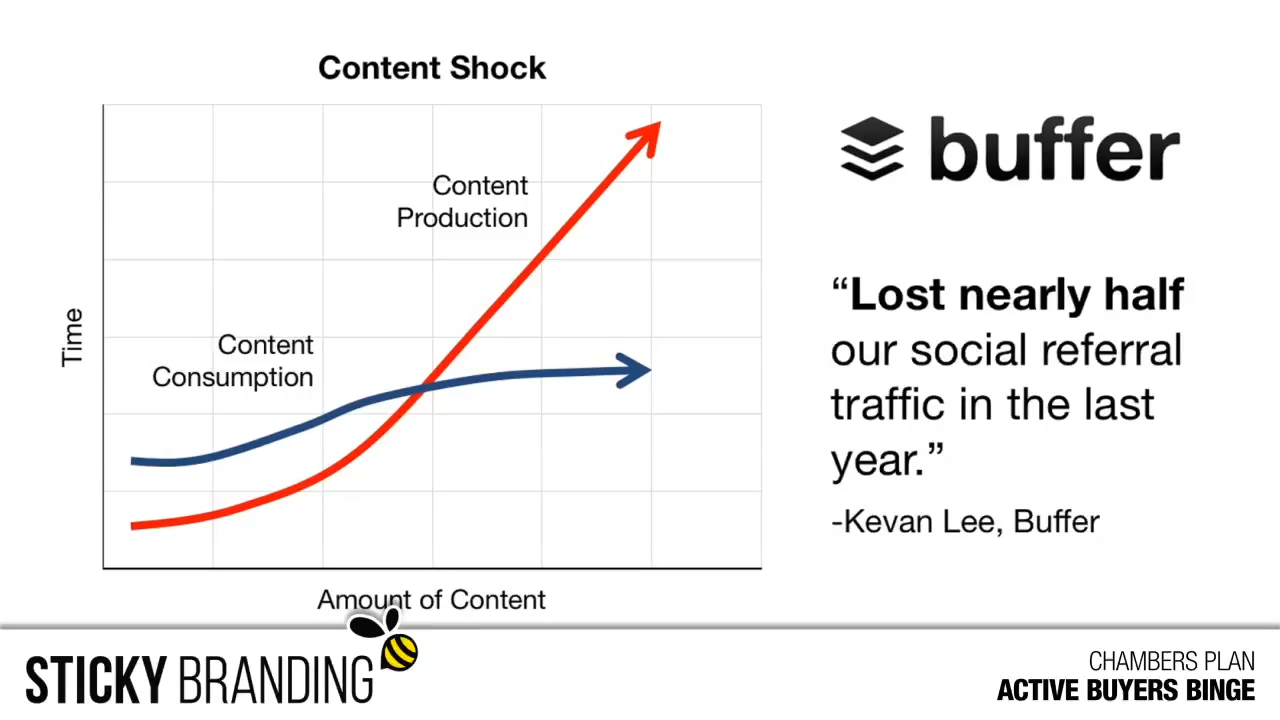 Content Shock
Content
Production
Content
Consumption
Time
Amount of Content
buffer
“Lost nearly half
our social referral
traffic in the last
year.”
-Kevan Lee, Buffer
STICKY BRANDING
CHAMBERS PLAN
ACTIVE BUYERS BINGE